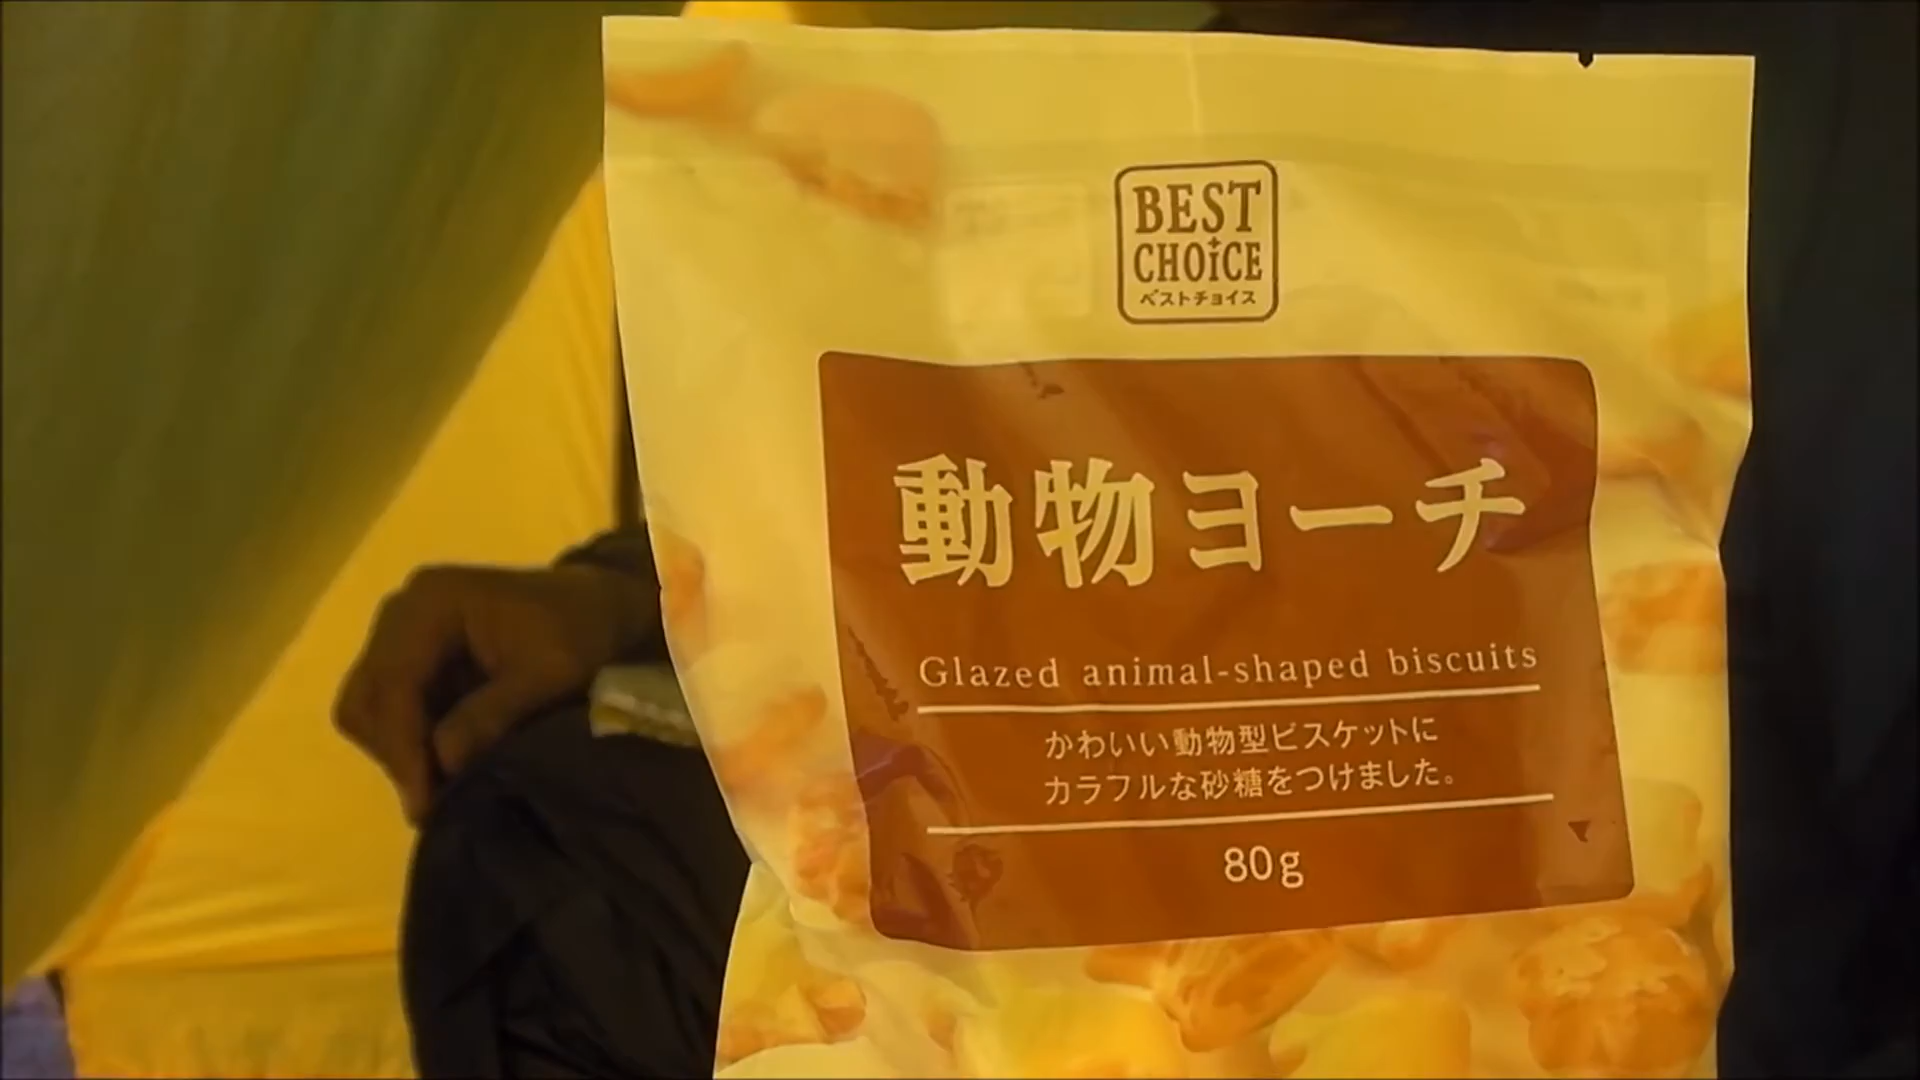 BEST
CHOiCE
ベストチョイス
動物ヨーチ
Glazed animal-shaped biscuits
かわいい動物型ビスケットに
カラフルな砂糖をつけました。
80g